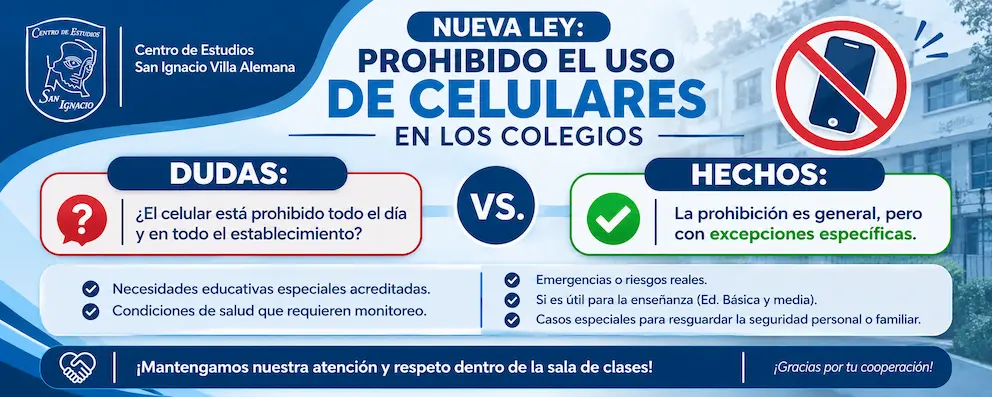 CENTRO DE ESTUDIOS
SAN IGNACIO
Centro de Estudios
San Ignacio Villa Alemana
NUEVA LEY:
PROHIBIDO EL USO
DE CELULARES
EN LOS COLEGIOS
DUDAS:
¿El celular está prohibido todo el día
y en todo el establecimiento?
VS.
HECHOS:
La prohibición es general, pero
con excepciones específicas.
Necesidades educativas especiales acreditadas.
Condiciones de salud que requieren monitoreo.
Emergencias o riesgos reales.
Si es útil para la enseñanza (Ed. Básica y media).
Casos especiales para resguardar la seguridad personal o familiar.
¡Mantengamos nuestra atención y respeto dentro de la sala de clases!
¡Gracias por tu cooperación!